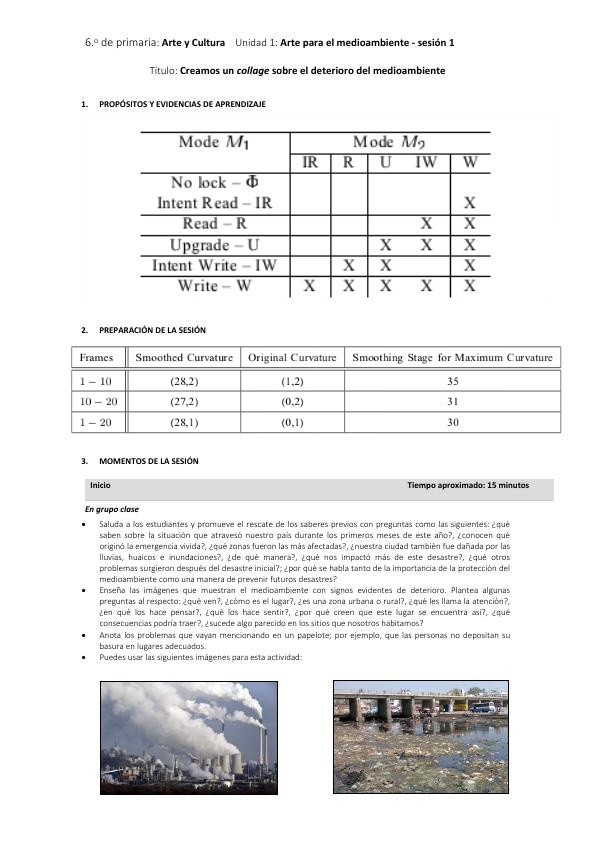 6.º de primaria: Arte y Cultura Unidad 1: Arte para el medioambiente - sesión 1
Título: Creamos un collage sobre el deterioro del medioambiente
1. PROPÓSITOS Y EVIDENCIAS DE APRENDIZAJE
Mode M1 Mode M2
IR R U IW W
No lock – Φ
Intent Read – IR X
Read – R X X
Upgrade – U X X X
Intent Write – IW X X X
Write – W X X X X X
2. PREPARACIÓN DE LA SESIÓN
Frames Smoothed Curvature Original Curvature Smoothing Stage for Maximum Curvature
1 – 10 (28,2) (1,2) 35
10 – 20 (27,2) (0,2) 31
1 – 20 (28,1) (0,1) 30
3. MOMENTOS DE LA SESIÓN
Inicio Tiempo aproximado: 15 minutos
En grupo clase
• Saluda a los estudiantes y promueve el rescate de los saberes previos con preguntas como las siguientes: ¿qué
saben sobre la situación que atravesó nuestro país durante los primeros meses de este año?, ¿conocen qué
originó la emergencia vivida?, ¿qué zonas fueron las más afectadas?, ¿nuestra ciudad también fue dañada por las
lluvias, huaicos e inundaciones?, ¿de qué manera?, ¿qué nos impactó más de este desastre?, ¿qué otros
problemas surgieron después del desastre inicial?; ¿por qué se habla tanto de la importancia de la protección del
medioambiente como una manera de prevenir futuros desastres?
• Enseña las imágenes que muestran el medioambiente con signos evidentes de deterioro. Plantea algunas
preguntas al respecto: ¿qué ven?, ¿cómo es el lugar?, ¿es una zona urbana o rural?, ¿qué les llama la atención?,
¿en qué los hace pensar?, ¿qué los hace sentir?, ¿por qué creen que este lugar se encuentra así?, ¿qué
consecuencias podría traer?, ¿sucede algo parecido en los sitios que nosotros habitamos?
• Anota los problemas que vayan mencionando en un papelote; por ejemplo, que las personas no depositan su
basura en lugares adecuados.
• Puedes usar las siguientes imágenes para esta actividad: